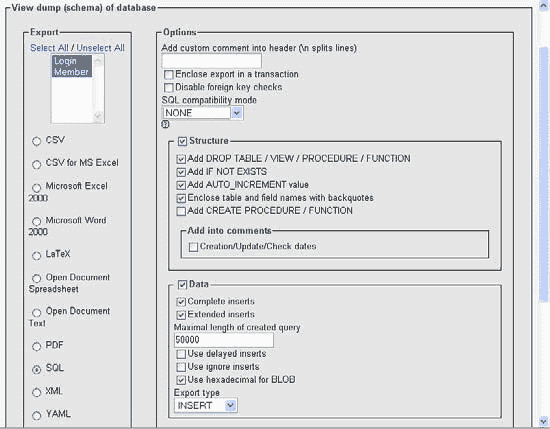 View dump (schema) of database
Export
Select All / Unselect All
Login
Member
CSV
CSV for MS Excel
Microsoft Excel
2000
Microsoft Word
2000
LaTeX
Open Document
Spreadsheet
Open Document
Text
PDF
SQL
XML
YAML
Options
Add custom comment into header (\n splits lines)
Enclose export in a transaction
Disable foreign key checks
SQL compatibility mode
NONE
Structure
Add DROP TABLE / VIEW / PROCEDURE / FUNCTION
Add IF NOT EXISTS
Add AUTO_INCREMENT value
Enclose table and field names with backquotes
Add CREATE PROCEDURE / FUNCTION
Add into comments
Creation/Update/Check dates
Data
Complete inserts
Extended inserts
Maximal length of created query
50000
Use delayed inserts
Use ignore inserts
Use hexadecimal for BLOB
Export type
INSERT